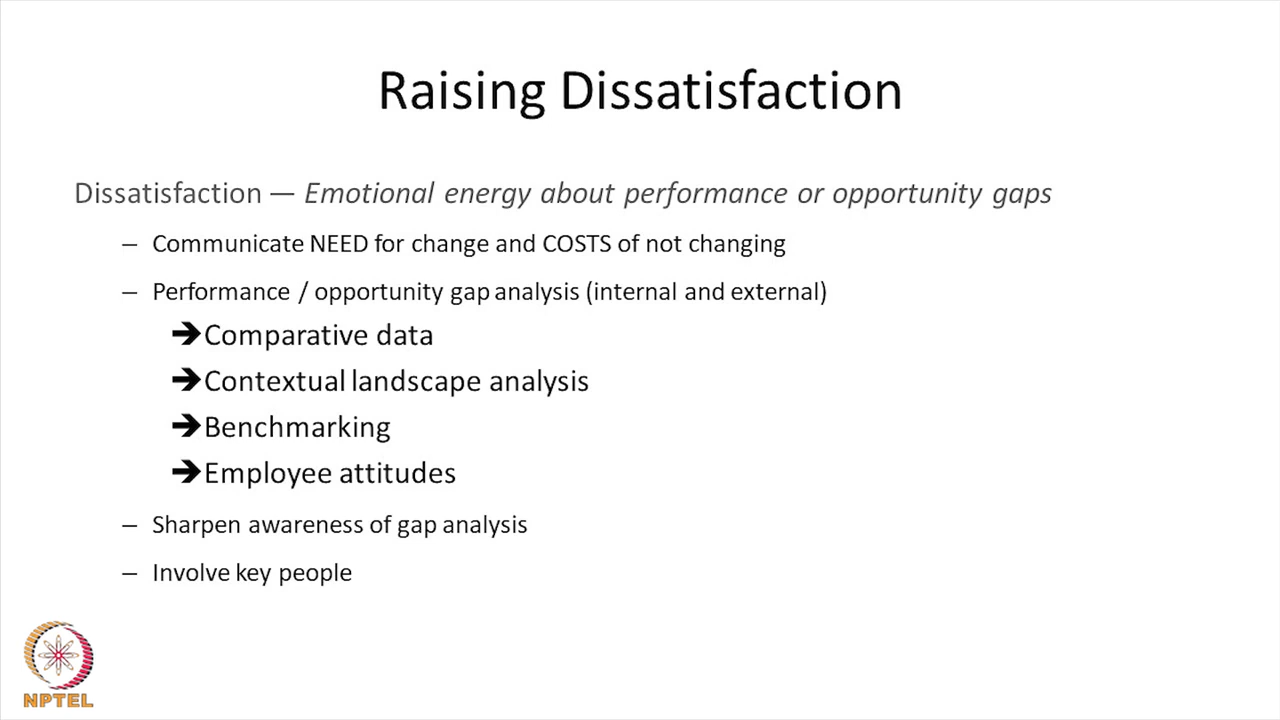 Raising Dissatisfaction
Dissatisfaction — Emotional energy about performance or opportunity gaps
– Communicate NEED for change and COSTS of not changing
– Performance / opportunity gap analysis (internal and external)
➔Comparative data
➔Contextual landscape analysis
➔Benchmarking
➔Employee attitudes
– Sharpen awareness of gap analysis
– Involve key people
NPTEL